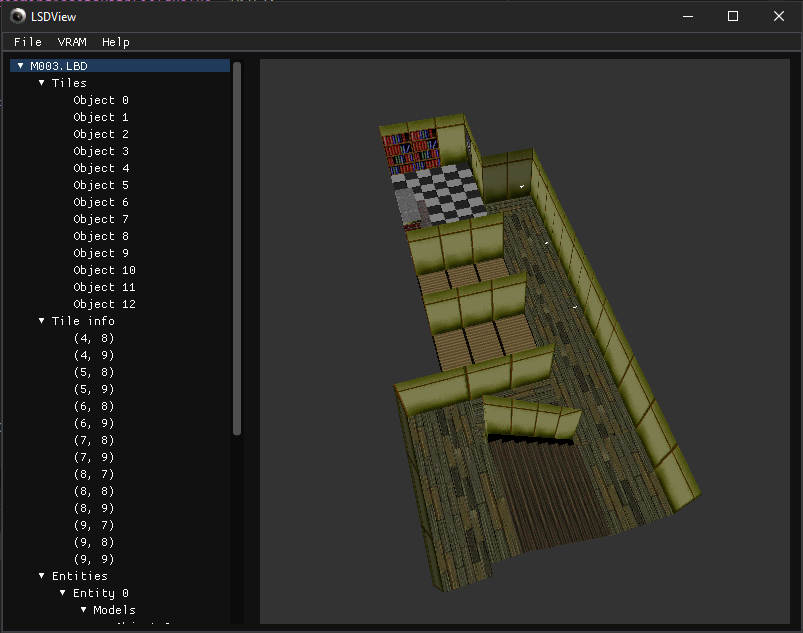 LSDView
File VRAM Help
M003.LBD
Tiles
Object 0
Object 1
Object 2
Object 3
Object 4
Object 5
Object 6
Object 7
Object 8
Object 9
Object 10
Object 11
Object 12
Tile info
(4, 8)
(4, 9)
(5, 8)
(5, 9)
(6, 8)
(6, 9)
(7, 8)
(7, 9)
(8, 7)
(8, 8)
(8, 9)
(9, 7)
(9, 8)
(9, 9)
Entities
Entity 0
Models